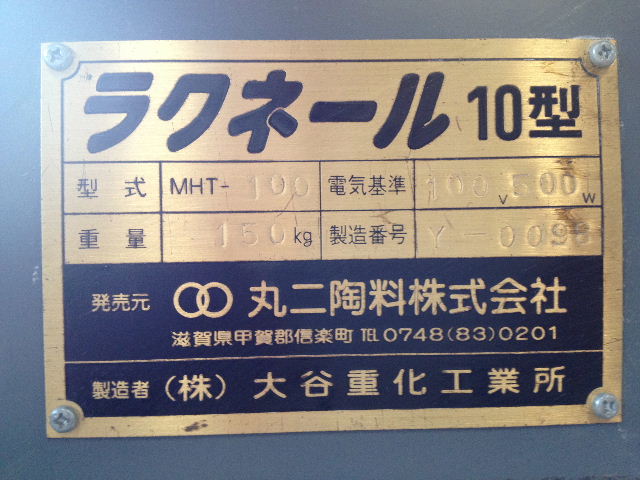 ラクネール 10型
型式 MHT-100 電気基準 100V 500W
重量 150kg 製造番号 Y-0098
発売元 丸二陶料株式会社
滋賀県甲賀郡信楽町 TEL 0748(83)0201
製造者 (株) 大谷重化工業所